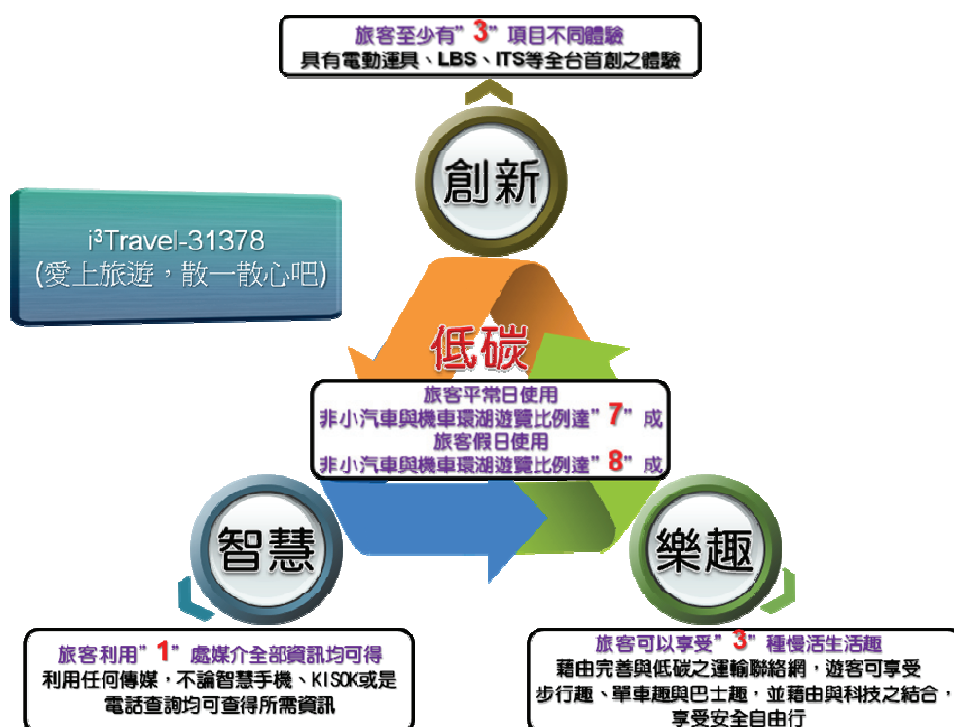 旅客至少有”3”項目不同體驗
具有電動運具、LBS、ITS等全台首創之體驗
創新
i³Travel-31378
(愛上旅遊，散一散心吧)
低碳
旅客平常日使用
非小汽車與機車環湖遊覽比例達”7”成
旅客假日使用
非小汽車與機車環湖遊覽比例達”8”成
智慧
旅客利用”1”處媒介全部資訊均可得
利用任何傳媒，不論智慧手機、KISOK或是
電話查詢均可查得所需資訊
樂趣
旅客可以享受”3”種慢活生活趣
藉由完善與低碳之運輸聯絡網，遊客可享受
步行趣、單車趣與巴士趣，並藉由與科技之結合，
享受安全自由行